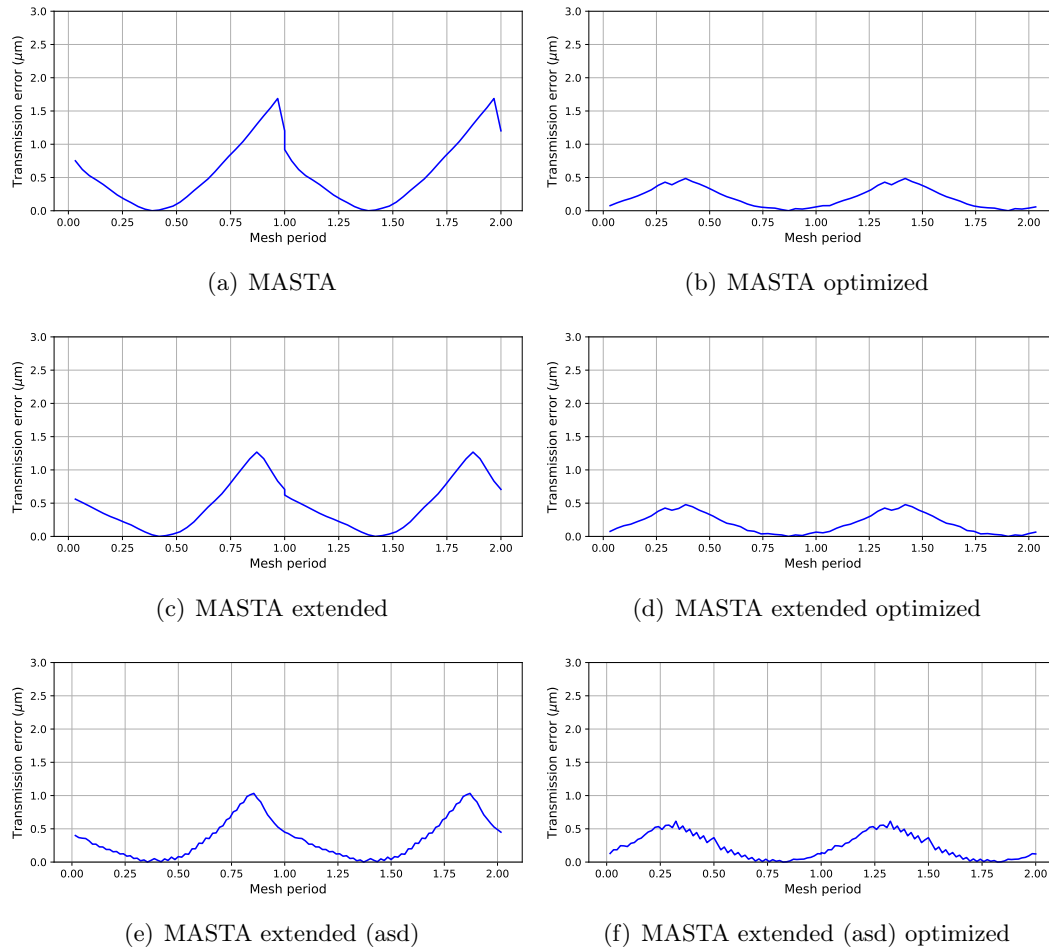 3.0
2.5
2.0
1.5
1.0
0.5
0.0
Transmission error (μm)
0.00 0.25 0.50 0.75 1.00 1.25 1.50 1.75 2.00
Mesh period
(a) MASTA
3.0
2.5
2.0
1.5
1.0
0.5
0.0
Transmission error (μm)
0.00 0.25 0.50 0.75 1.00 1.25 1.50 1.75 2.00
Mesh period
(b) MASTA optimized
3.0
2.5
2.0
1.5
1.0
0.5
0.0
Transmission error (μm)
0.00 0.25 0.50 0.75 1.00 1.25 1.50 1.75 2.00
Mesh period
(c) MASTA extended
3.0
2.5
2.0
1.5
1.0
0.5
0.0
Transmission error (μm)
0.00 0.25 0.50 0.75 1.00 1.25 1.50 1.75 2.00
Mesh period
(d) MASTA extended optimized
3.0
2.5
2.0
1.5
1.0
0.5
0.0
Transmission error (μm)
0.00 0.25 0.50 0.75 1.00 1.25 1.50 1.75 2.00
Mesh period
(e) MASTA extended (asd)
3.0
2.5
2.0
1.5
1.0
0.5
0.0
Transmission error (μm)
0.00 0.25 0.50 0.75 1.00 1.25 1.50 1.75 2.00
Mesh period
(f) MASTA extended (asd) optimized